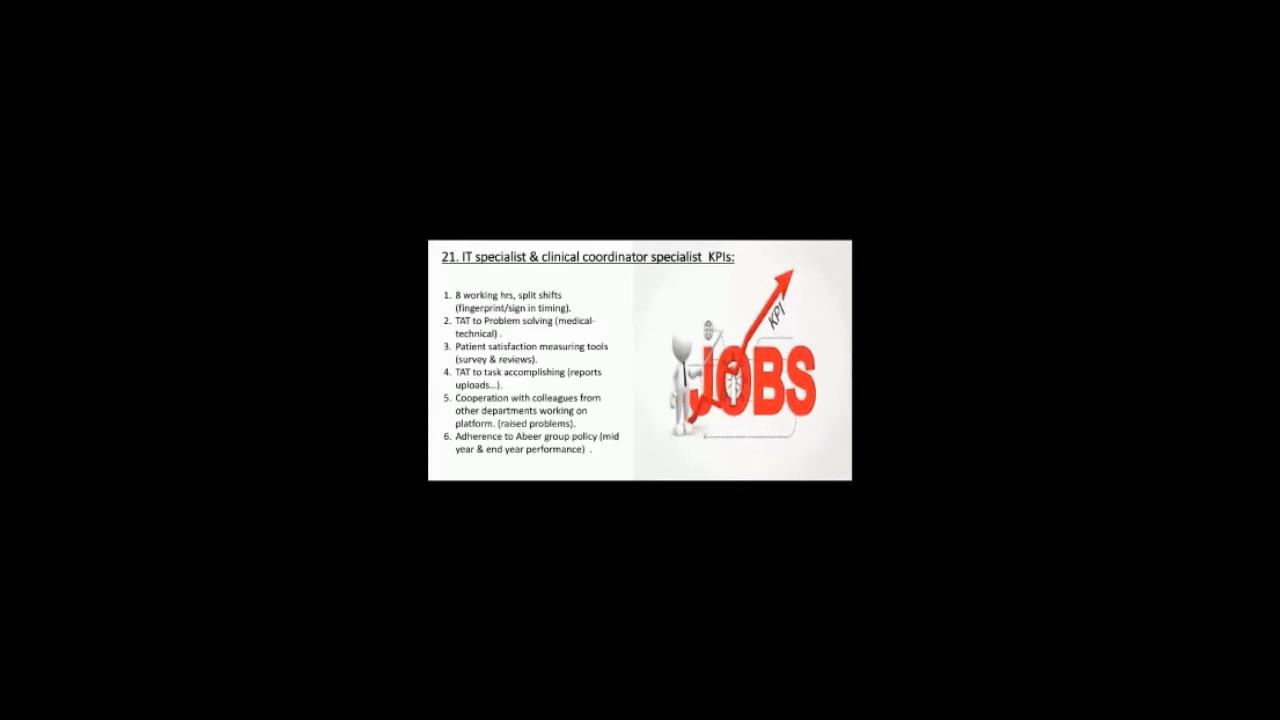 21. IT specialist & clinical coordinator specialist KPIs:
1. 8 working hrs, split shifts
(fingerprint/sign in timing).
2. TAT to Problem solving (medical-
technical) .
3. Patient satisfaction measuring tools
(survey & reviews).
4. TAT to task accomplishing (reports
uploads...).
5. Cooperation with colleagues from
other departments working on
platform. (raised problems).
6. Adherence to Abeer group policy (mid
year & end year performance) .
KPI
JOBS